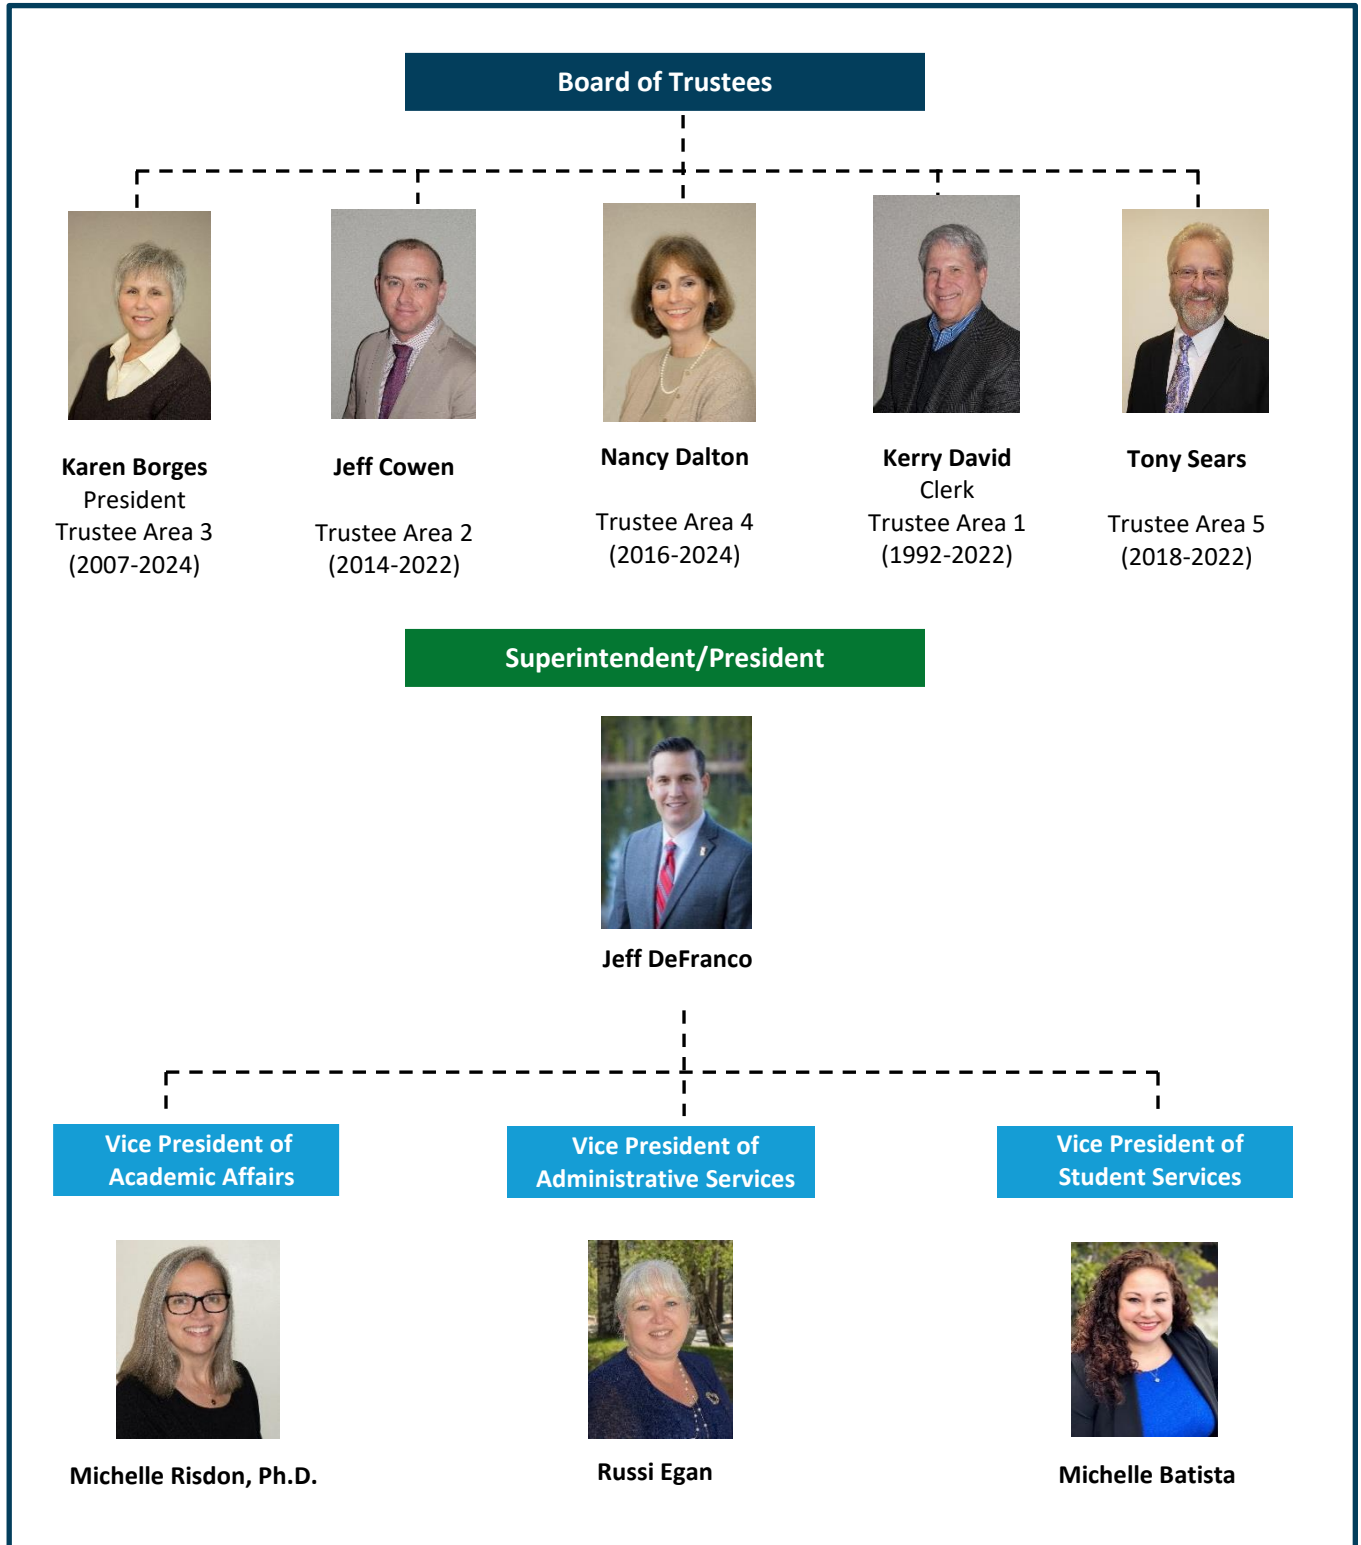 Board of Trustees
Karen Borges
President
Trustee Area 3
(2007-2024)
Jeff Cowen
Trustee Area 2
(2014-2022)
Nancy Dalton
Trustee Area 4
(2016-2024)
Kerry David
Clerk
Trustee Area 1
(1992-2022)
Tony Sears
Trustee Area 5
(2018-2022)
Superintendent/President
Jeff DeFranco
Vice President of
Academic Affairs
Michelle Risdon, Ph.D.
Vice President of
Administrative Services
Russi Egan
Vice President of
Student Services
Michelle Batista